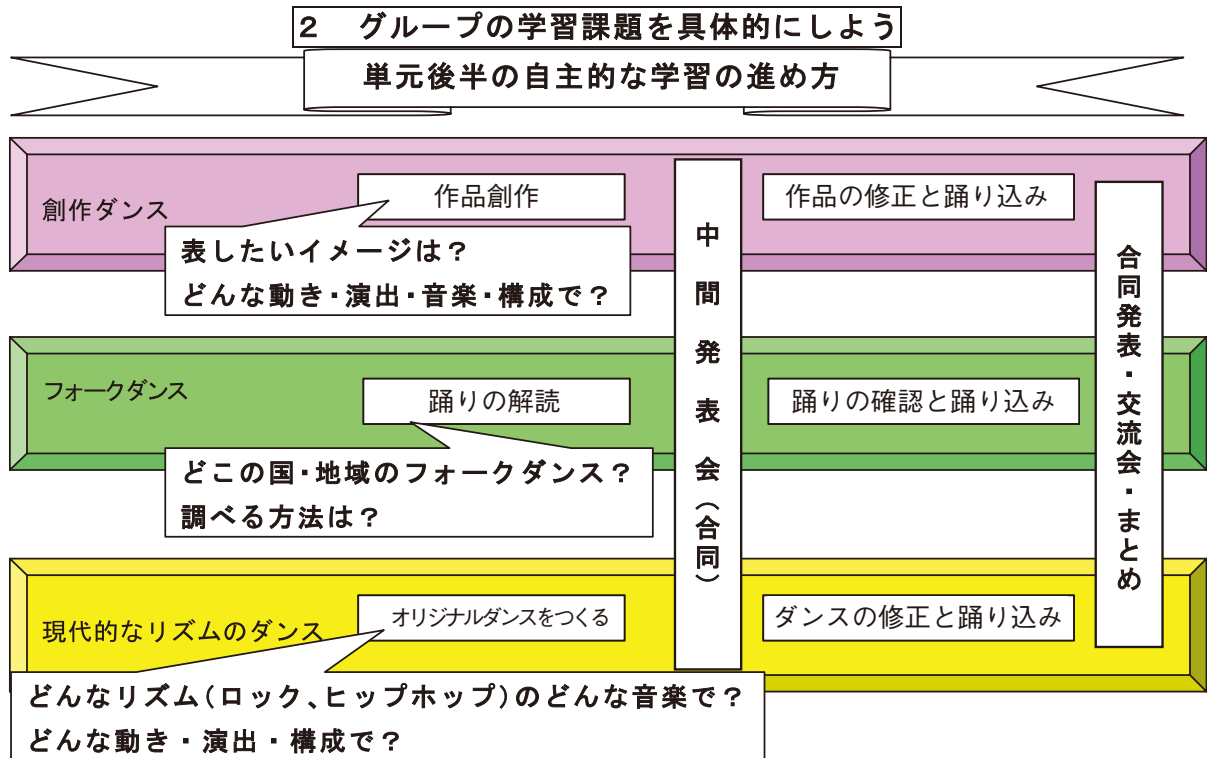 2 グループの学習課題を具体的にしよう
単元後半の自主的な学習の進め方
創作ダンス
作品創作
表したいイメージは？
どんな動き・演出・音楽・構成で？
作品の修正と踊り込み
フォークダンス
踊りの解読
どこの国・地域のフォークダンス？
調べる方法は？
踊りの確認と踊り込み
現代的なリズムのダンス
オリジナルダンスをつくる
どんなリズム(ロック、ヒップホップ)のどんな音楽で？
どんな動き・演出・構成で？
ダンスの修正と踊り込み
中間発表会（合同）
合同発表・交流会・まとめ